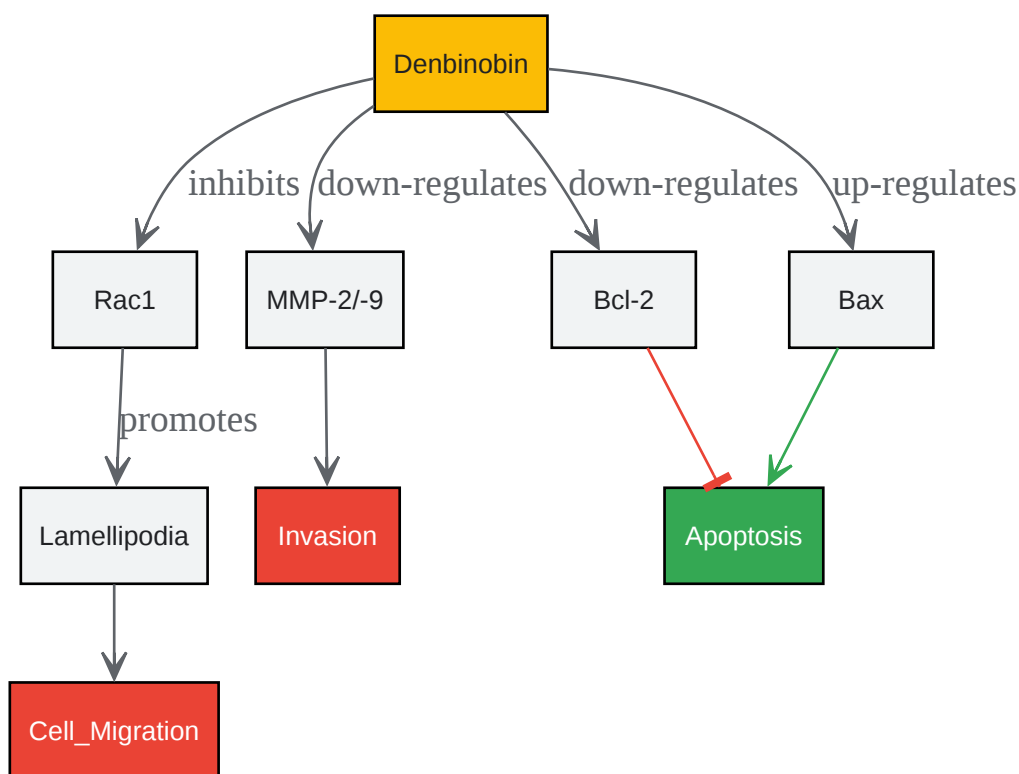 Denbinobin
inhibits
down-regulates
down-regulates
up-regulates
Rac1
MMP-2/-9
Bcl-2
Bax
promotes
Lamellipodia
Invasion
Apoptosis
Cell_Migration